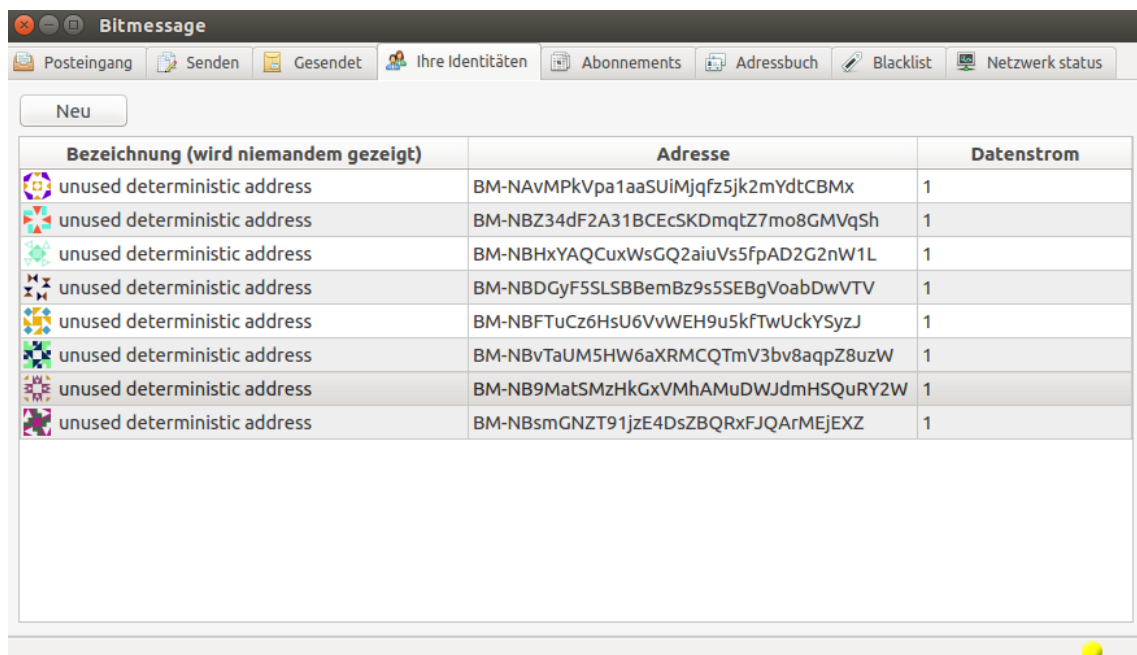 Bitmessage
Posteingang Senden Gesendet Ihre Identitäten Abonnements Adressbuch Blacklist Netzwerk status
Neu
Bezeichnung (wird niemandem gezeigt) Adresse Datenstrom
unused deterministic address BM-NAvMPkVpa1aaSUiMjqfz5jk2mYdtCBMx 1
unused deterministic address BM-NBZ34dF2A31BCEcSKDmqtZ7mo8GMVqSh 1
unused deterministic address BM-NBHxYAQCuxWsGQ2aiuVs5fpAD2G2nW1L 1
unused deterministic address BM-NBDGyF5SLSBBemBz9s5SEBgVoabDwVTV 1
unused deterministic address BM-NBFTuCz6HsU6VvWEH9u5kfTwUckYSyzJ 1
unused deterministic address BM-NBvTaUM5HW6aXRMCQTmV3bv8aqpZ8uzW 1
unused deterministic address BM-NB9MatSMzHkGxVMhAMuDWJdmHSQuRY2W 1
unused deterministic address BM-NBsmGNZT91jzE4DsZBQRxFJQArMEjEXZ 1